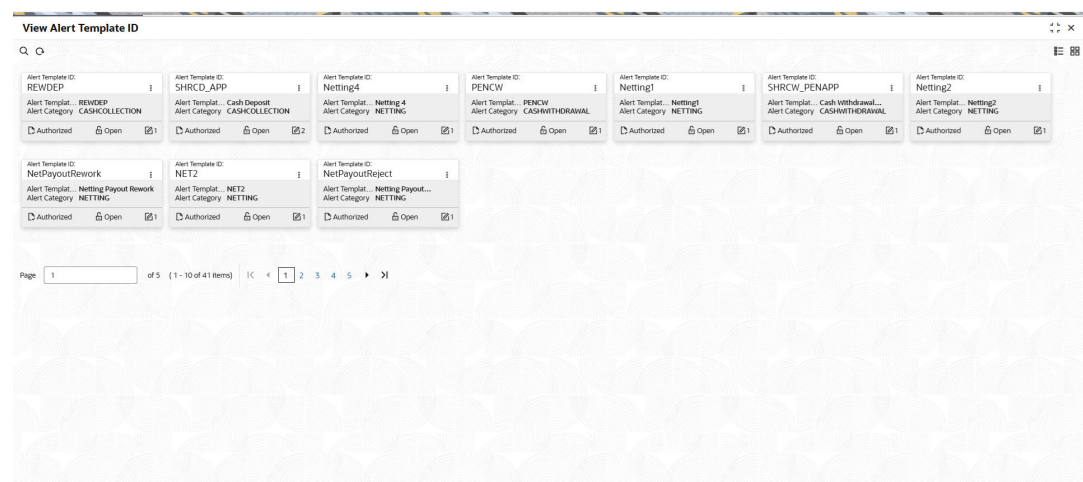 View Alert Template ID
Alert Template ID:
REWDEP
Alert Templat... REWDEP
Alert Category CASHCOLLECTION
Authorized Open 1
Alert Template ID:
SHRCD_APP
Alert Templat... Cash Deposit
Alert Category CASHCOLLECTION
Authorized Open 2
Alert Template ID:
Netting4
Alert Templat... Netting 4
Alert Category NETTING
Authorized Open 1
Alert Template ID:
PENCW
Alert Templat... PENCW
Alert Category CASHWITHDRAWAL
Authorized Open 1
Alert Template ID:
Netting1
Alert Templat... Netting1
Alert Category NETTING
Authorized Open 1
Alert Template ID:
SHRCW_PENAPP
Alert Templat... Cash Withdrawal...
Alert Category CASHWITHDRAWAL
Authorized Open 1
Alert Template ID:
Netting2
Alert Templat... Netting2
Alert Category NETTING
Authorized Open 1
Alert Template ID:
NetPayoutRework
Alert Templat... Netting Payout Rework
Alert Category NETTING
Authorized Open 1
Alert Template ID:
NET2
Alert Templat... NET2
Alert Category NETTING
Authorized Open 1
Alert Template ID:
NetPayoutReject
Alert Templat... Netting Payout...
Alert Category NETTING
Authorized Open 1
Page 1 of 5 ( 1 - 10 of 41 items) 1 2 3 4 5